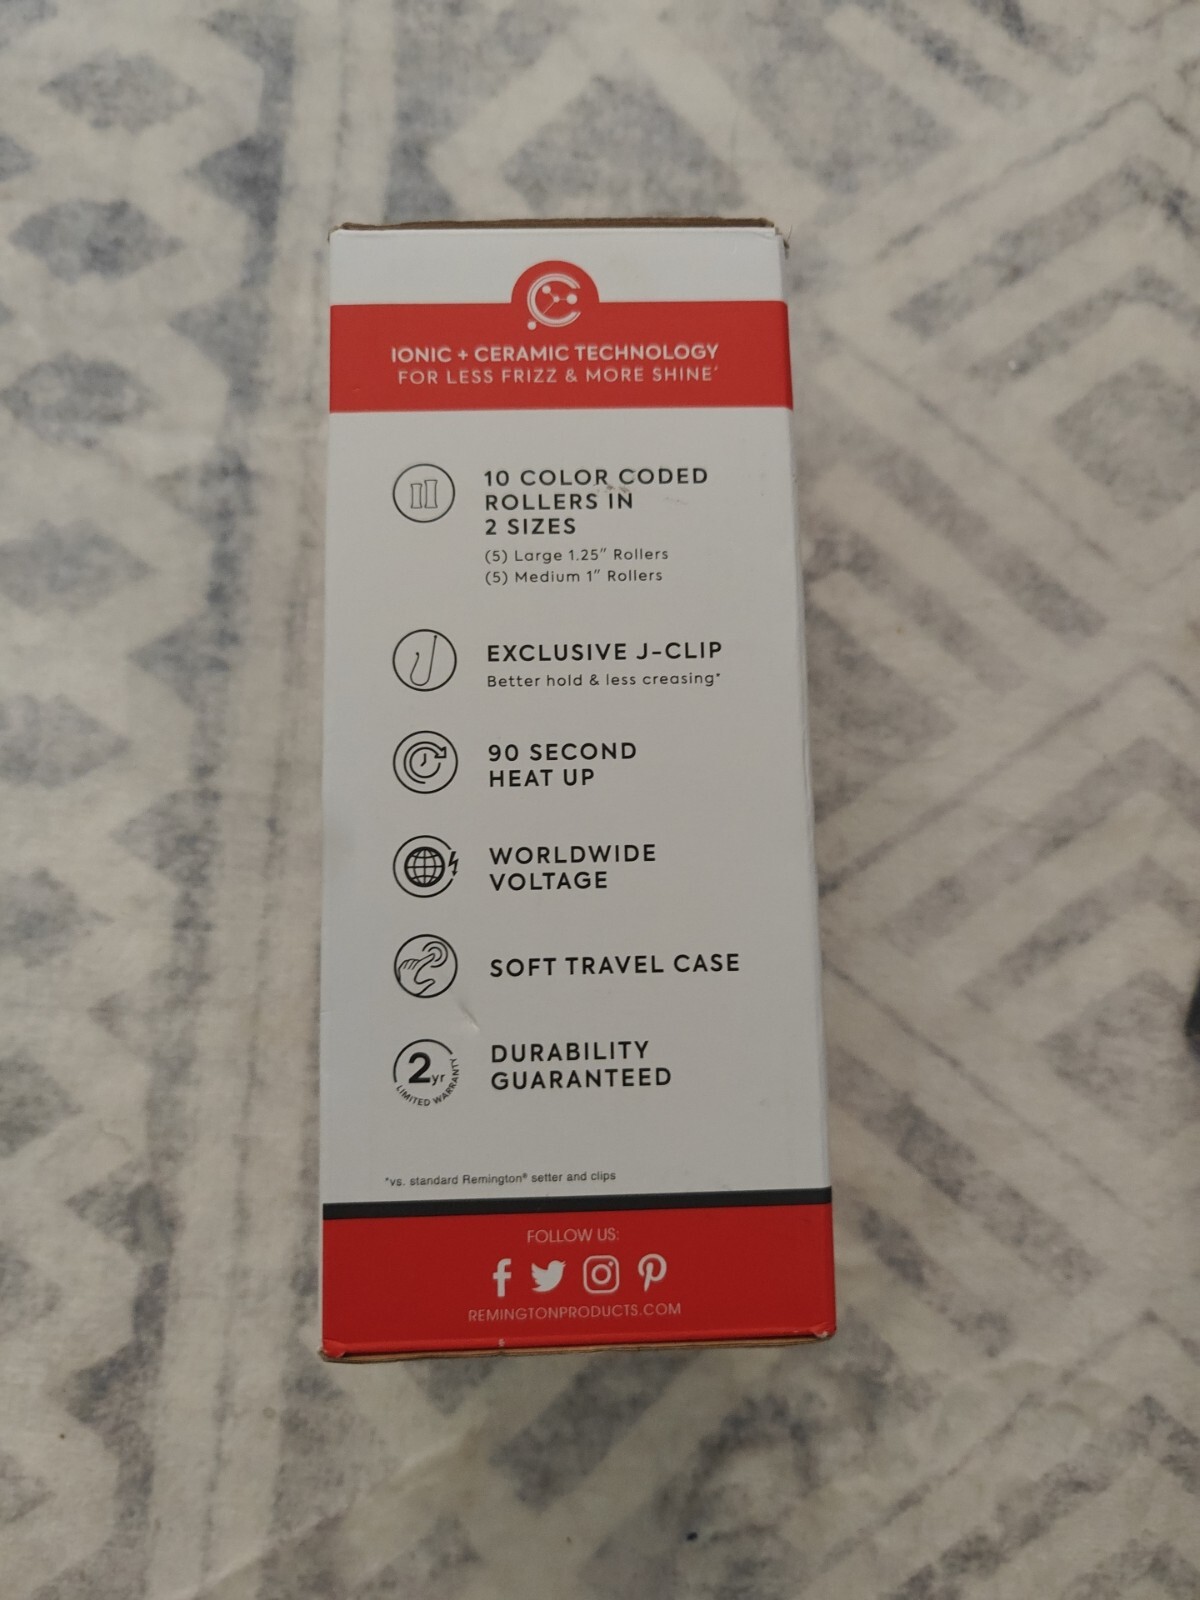 IONIC + CERAMIC TECHNOLOGY
FOR LESS FRIZZ & MORE SHINE*
10 COLOR CODED
ROLLERS IN
2 SIZES
(5) Large 1.25" Rollers
(5) Medium 1" Rollers
EXCLUSIVE J-CLIP
Better hold & less creasing*
90 SECOND
HEAT UP
WORLDWIDE
VOLTAGE
SOFT TRAVEL CASE
2yr
LIMITED WARRANTY
DURABILITY
GUARANTEED
*vs. standard Remington® setter and clips
FOLLOW US:
REMINGTONPRODUCTS.COM